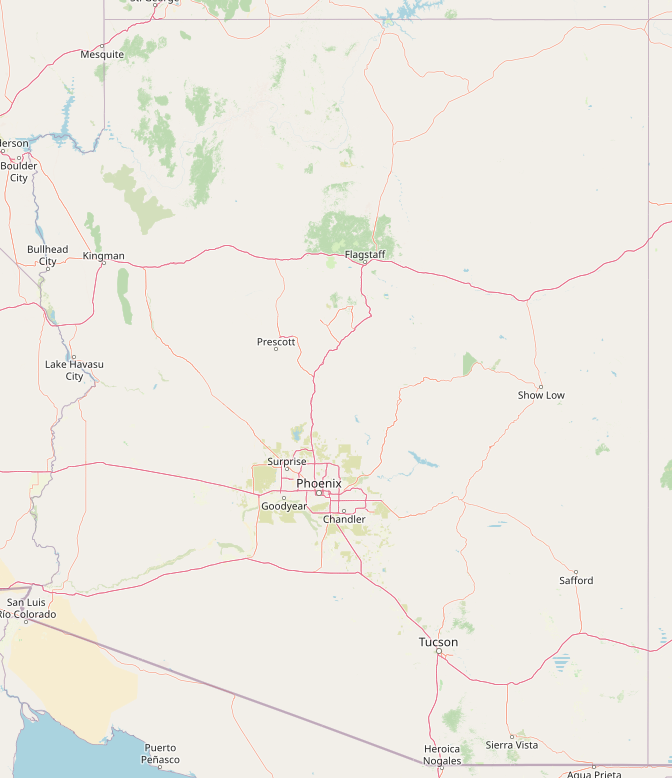 St. George
Mesquite
derson
Boulder
City
Bullhead
City
Kingman
Flagstaff
Prescott
Lake Havasu
City
Show Low
Surprise
Phoenix
Goodyear
Chandler
Safford
San Luis
Río Colorado
Tucson
Puerto
Peñasco
Heroica
Nogales
Sierra Vista
Agua Prieta